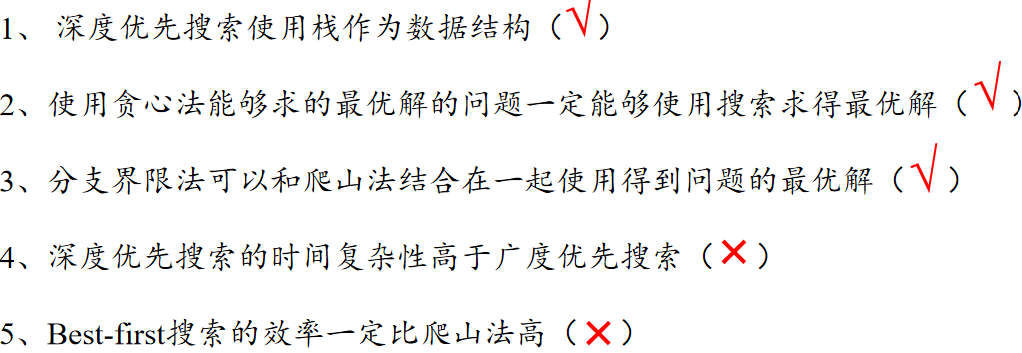 1、 深度优先搜索使用栈作为数据结构（√）
2、使用贪心法能够求的最优解的问题一定能够使用搜索求得最优解（√）
3、分支界限法可以和爬山法结合在一起使用得到问题的最优解（√）
4、深度优先搜索的时间复杂性高于广度优先搜索（×）
5、Best-first搜索的效率一定比爬山法高（×）